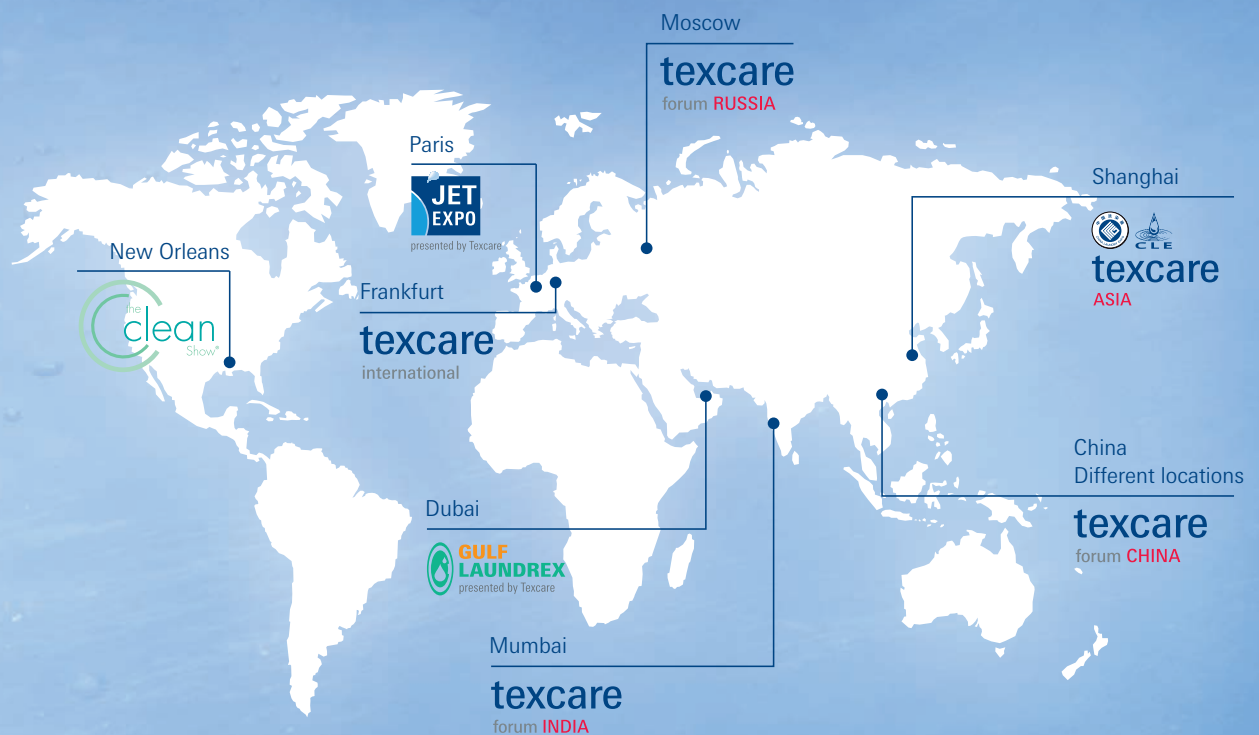 Moscow
texcare
forum RUSSIA
Paris
JET
EXPO
presented by Texcare
Shanghai
CLE
texcare
ASIA
New Orleans
the
clean
Show®
Frankfurt
texcare
international
China
Different locations
texcare
forum CHINA
Dubai
GULF
LAUNDREX
presented by Texcare
Mumbai
texcare
forum INDIA